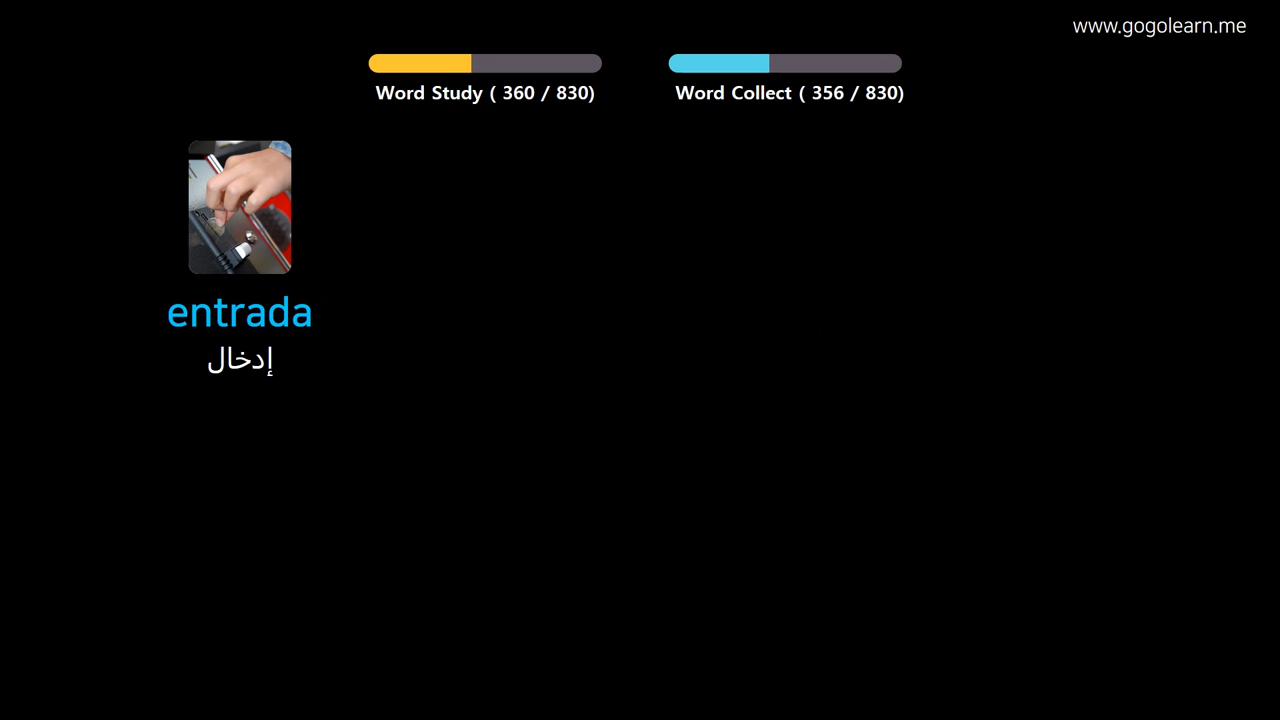 www.gogolearn.me
Word Study ( 360 / 830)
Word Collect ( 356 / 830)
entrada
إدخال